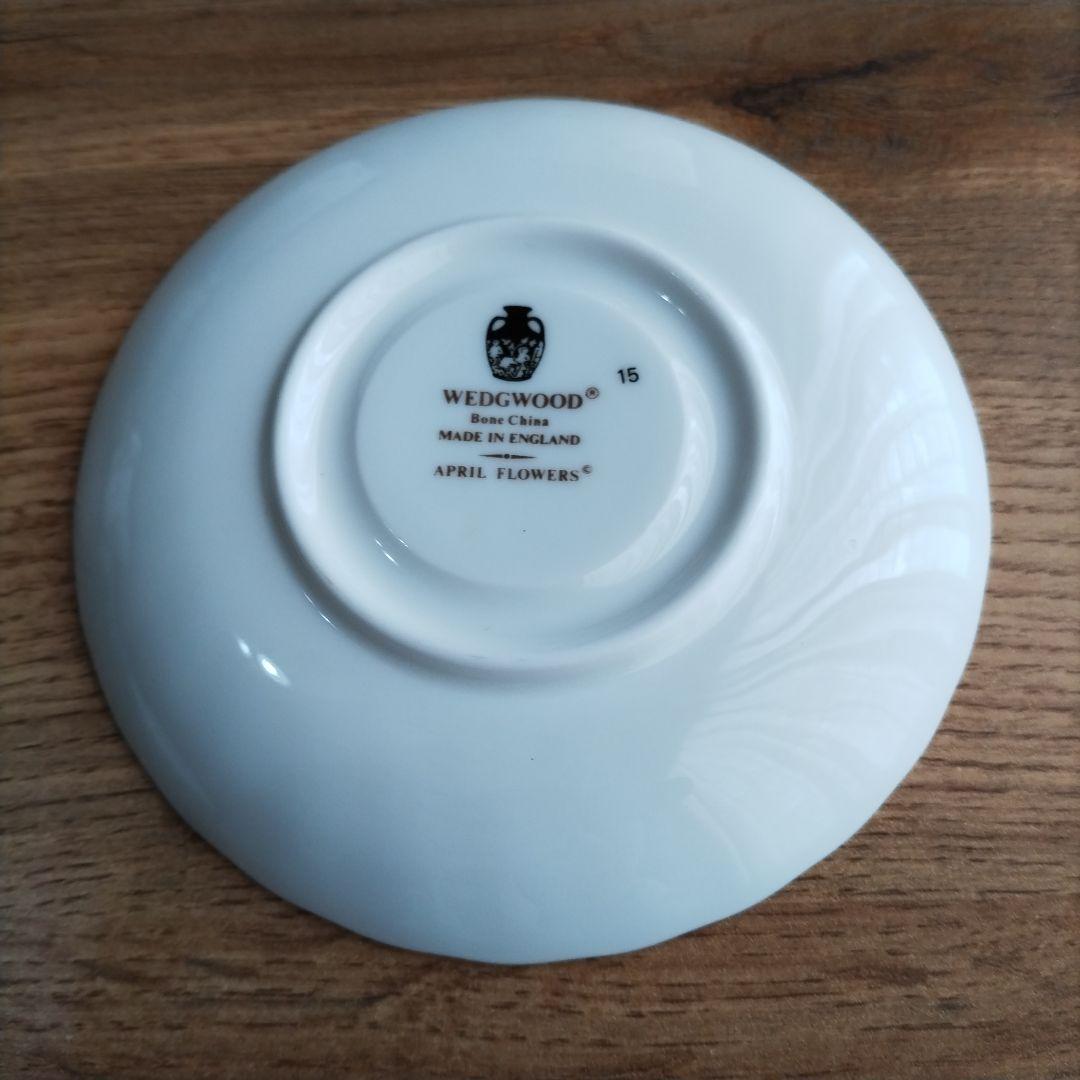 WEDGWOOD®
15
Bone China
MADE IN ENGLAND
APRIL FLOWERS©